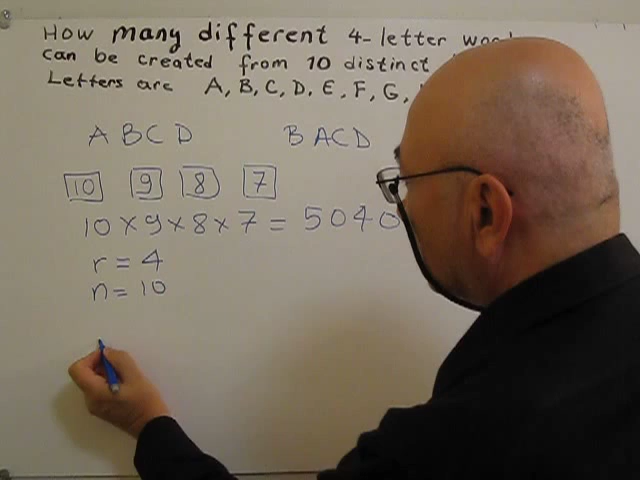 How many different 4-letter
can be created from 10 distinct
Letters are A, B, C, D, E, F, G,
A B C D B A C D
10 9 8 7
10 × 9 × 8 × 7 = 5040
r = 4
n = 10